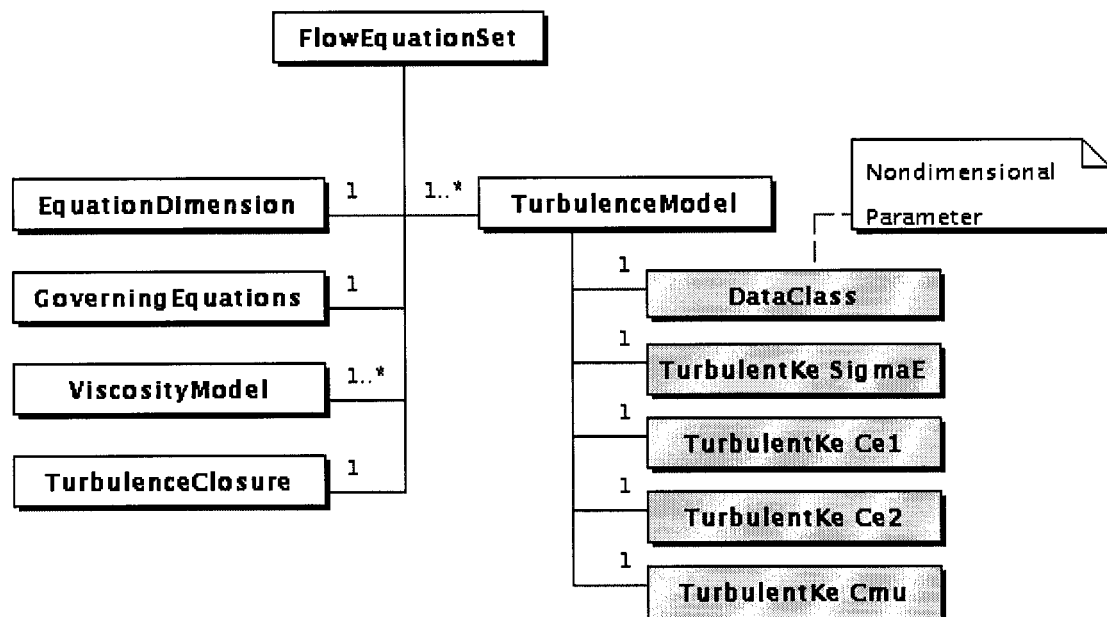 FlowEquationSet
Nondimensional
Parameter
1
1..*
EquationDimension
TurbulenceModel
1
1
GoverningEquations
DataClass
1
TurbulentKe SigmaE
1..*
ViscosityModel
1
TurbulentKe Ce1
1
TurbulenceClosure
1
TurbulentKe Ce2
1
TurbulentKe Cmu